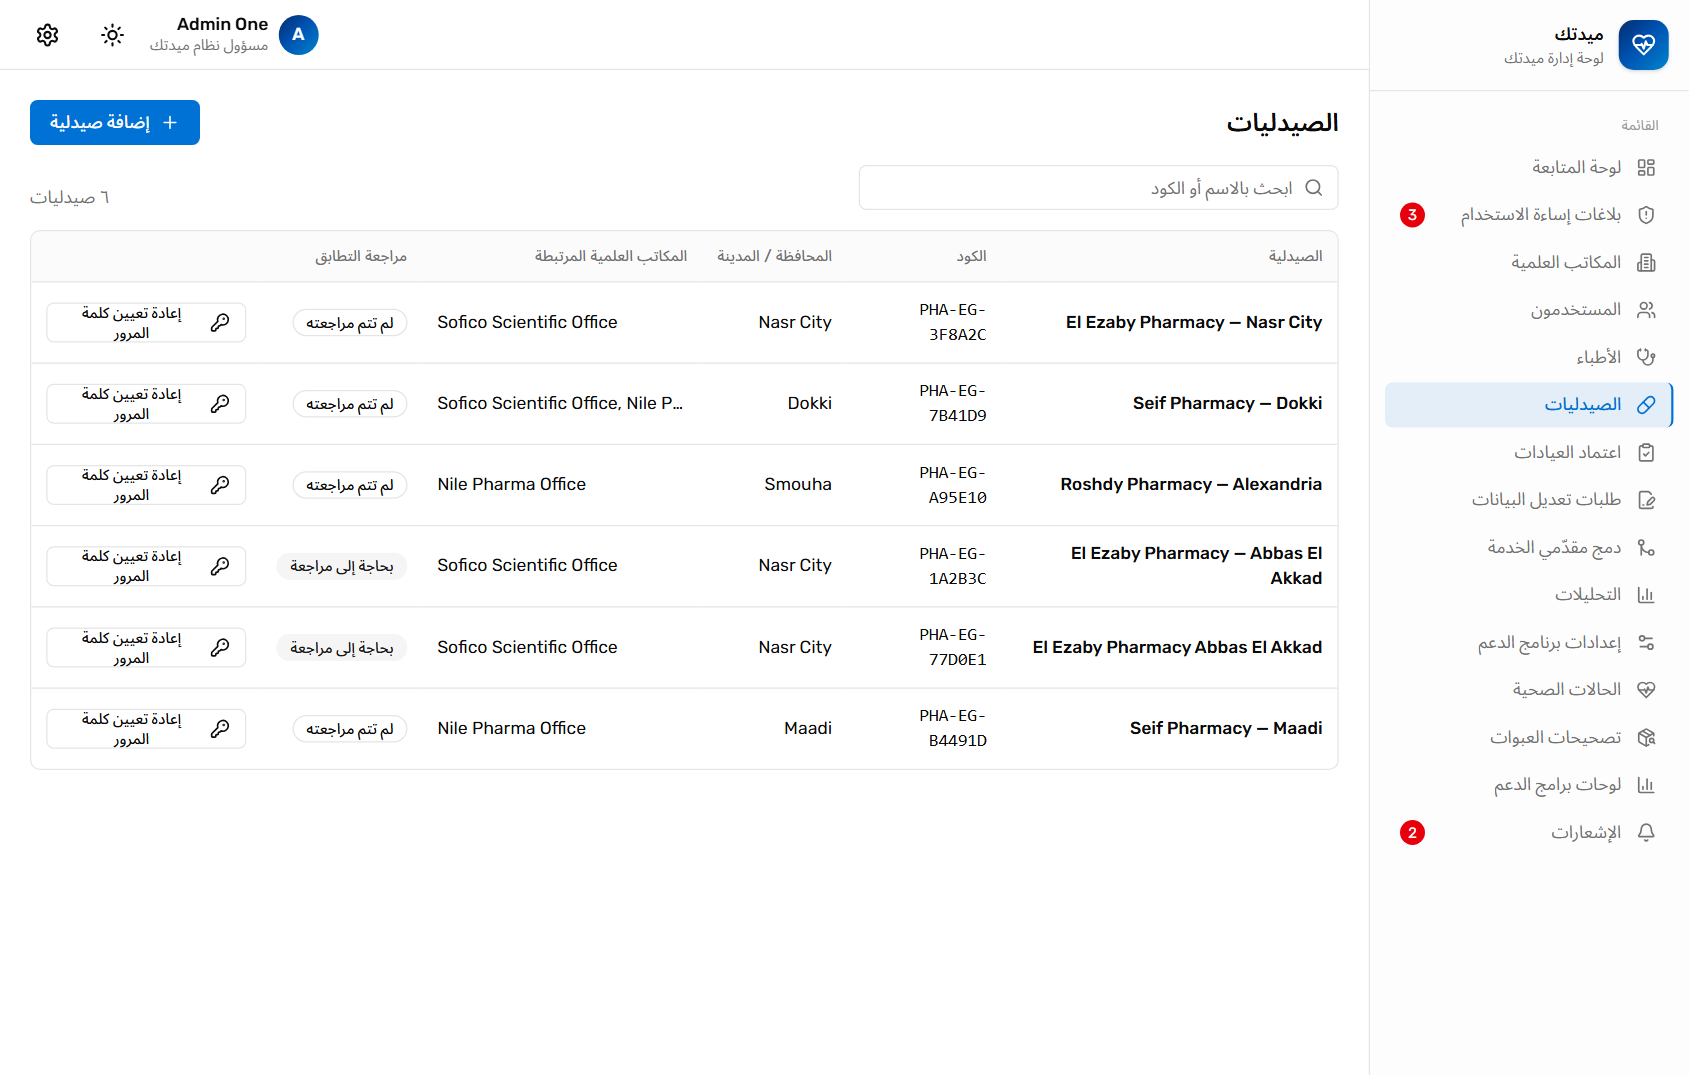 ميدتك
لوحة إدارة ميدتك
A
Admin One
مسؤول نظام ميدتك
القائمة
لوحة المتابعة
بلاغات إساءة الاستخدام
3
المكاتب العلمية
المستخدمون
الأطباء
الصيدليات
اعتماد العيادات
طلبات تعديل البيانات
دمج مقدّمي الخدمة
التحليلات
إعدادات برنامج الدعم
الحالات الصحية
تصحيحات العبوات
لوحات برامج الدعم
الإشعارات
2
الصيدليات
إضافة صيدلية
ابحث بالاسم أو الكود
٦ صيدليات
الصيدلية
الكود
المحافظة / المدينة
المكاتب العلمية المرتبطة
مراجعة التطابق
El Ezaby Pharmacy – Nasr City
PHA-EG-
3F8A2C
Nasr City
Sofico Scientific Office
لم تتم مراجعته
إعادة تعيين كلمة
المرور
Seif Pharmacy – Dokki
PHA-EG-
7B41D9
Dokki
Sofico Scientific Office, Nile P...
لم تتم مراجعته
إعادة تعيين كلمة
المرور
Roshdy Pharmacy – Alexandria
PHA-EG-
A95E10
Smouha
Nile Pharma Office
لم تتم مراجعته
إعادة تعيين كلمة
المرور
El Ezaby Pharmacy – Abbas El
Akkad
PHA-EG-
1A2B3C
Nasr City
Sofico Scientific Office
بحاجة إلى مراجعة
إعادة تعيين كلمة
المرور
El Ezaby Pharmacy Abbas El Akkad
PHA-EG-
77D0E1
Nasr City
Sofico Scientific Office
بحاجة إلى مراجعة
إعادة تعيين كلمة
المرور
Seif Pharmacy – Maadi
PHA-EG-
B4491D
Maadi
Nile Pharma Office
لم تتم مراجعته
إعادة تعيين كلمة
المرور